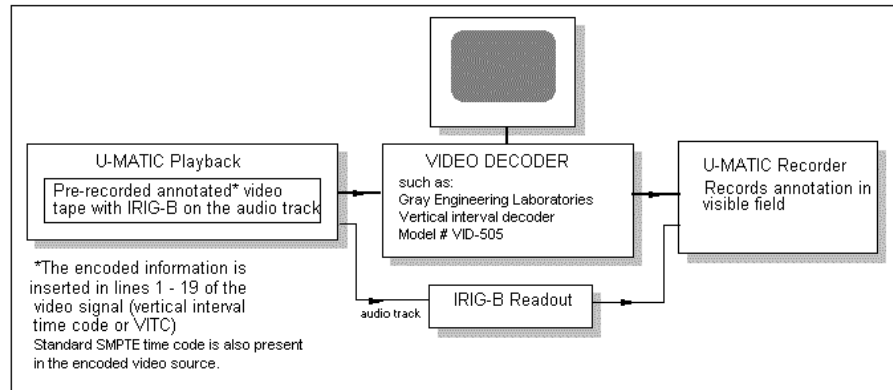 U-MATIC Playback
Pre-recorded annotated* video
tape with IRIG-B on the audio track
VIDEO DECODER
such as:
Gray Engineering Laboratories
Vertical interval decoder
Model # VID-505
U-MATIC Recorder
Records annotation in
visible field
*The encoded information is
inserted in lines 1 - 19 of the
video signal (vertical interval
time code or VITC)
Standard SMPTE time code is also present
in the encoded video source.
audio track
IRIG-B Readout